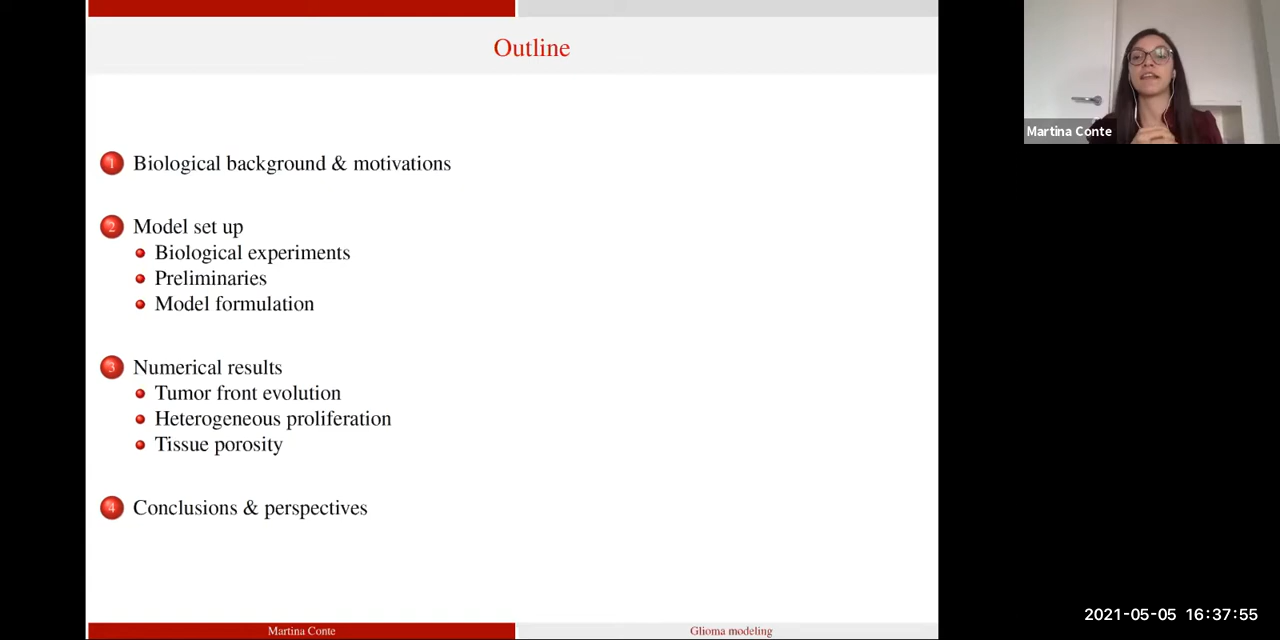 Outline
1 Biological background & motivations
2 Model set up
Biological experiments
Preliminaries
Model formulation
3 Numerical results
Tumor front evolution
Heterogeneous proliferation
Tissue porosity
4 Conclusions & perspectives
Martina Conte
Glioma modeling
Martina Conte
2021-05-05 16:37:55